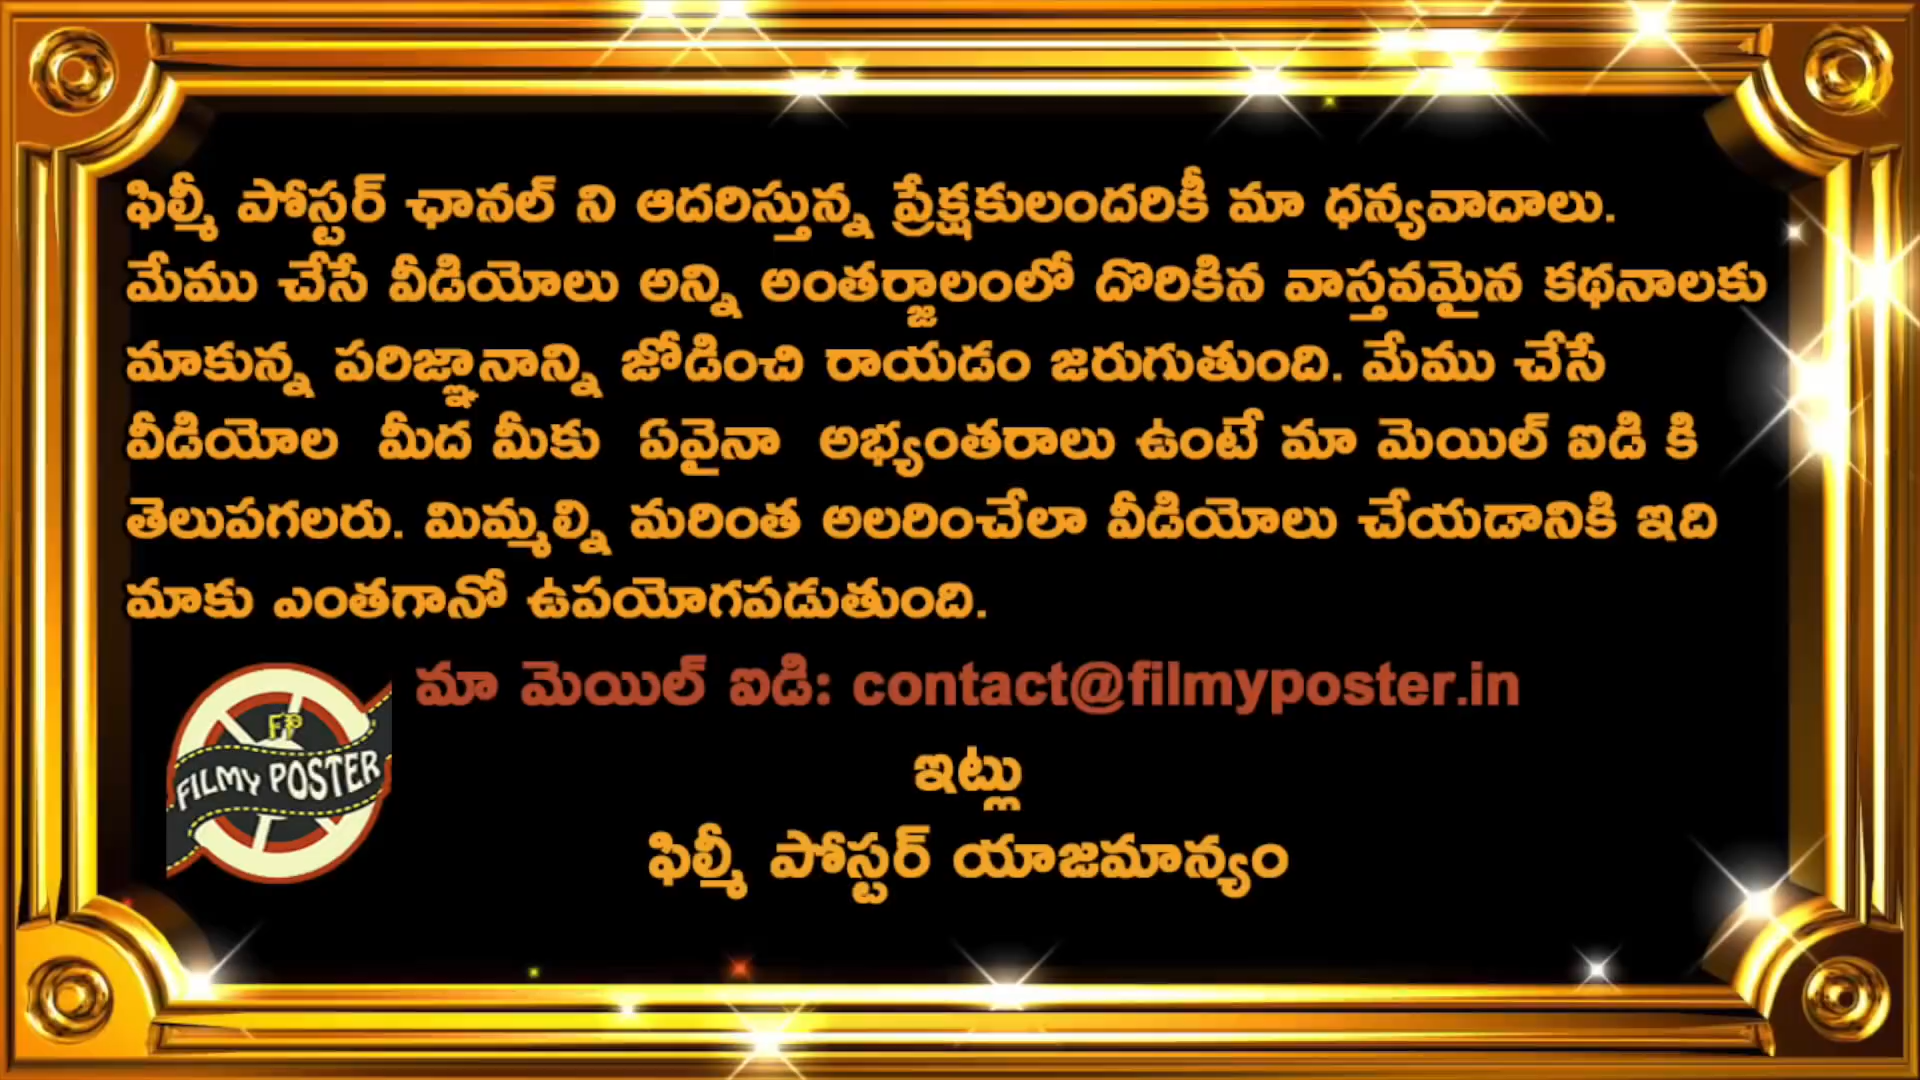 ఫిల్మీ పోస్టర్ ఛానల్ ని ఆదరిస్తున్న ప్రేక్షకులందరికీ మా ధన్యవాదాలు.
మేము చేసే వీడియోలు అన్ని అంతర్జాలంలో దొరికిన వాస్తవమైన కథనాలకు
మాకున్న పరిజ్ఞానాన్ని జోడించి రాయడం జరుగుతుంది. మేము చేసే
వీడియోల మీద మీకు ఏవైనా అభ్యంతరాలు ఉంటే మా మెయిల్ ఐడి కి
తెలుపగలరు. మిమ్మల్ని మరింత అలరించేలా వీడియోలు చేయడానికి ఇది
మాకు ఎంతగానో ఉపయోగపడుతుంది.
మా మెయిల్ ఐడి: contact@filmyposter.in
FP
FILMY POSTER
ఇట్లు
ఫిల్మీ పోస్టర్ యాజమాన్యం